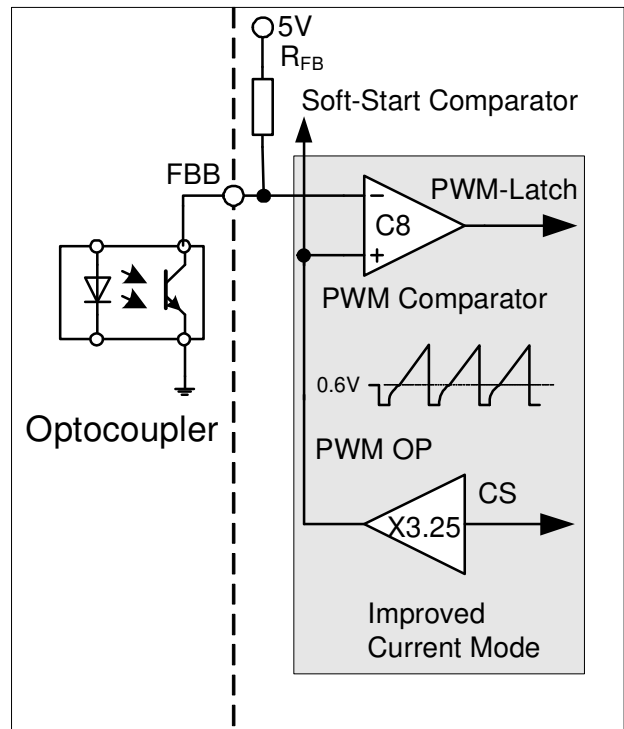 5V
R_FB
Soft-Start Comparator
FBB
PWM-Latch
−
C8
+
PWM Comparator
0.6V
Optocoupler
PWM OP
CS
X3.25
Improved
Current Mode